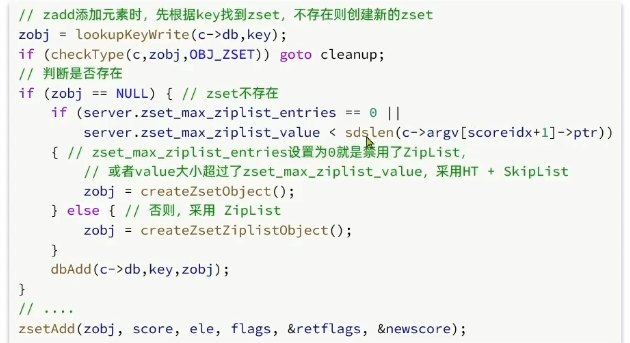 // zadd添加元素时，先根据key找到zset，不存在则创建新的zset
zobj = lookupKeyWrite(c->db,key);
if (checkType(c,zobj,OBJ_ZSET)) goto cleanup;
// 判断是否存在
if (zobj == NULL) { // zset不存在
    if (server.zset_max_ziplist_entries == 0 ||
        server.zset_max_ziplist_value < sdslen(c->argv[scoreidx+1]->ptr))
    { // zset_max_ziplist_entries设置为0就是禁用了ZipList，
        // 或者value大小超过了zset_max_ziplist_value，采用HT + SkipList
        zobj = createZsetObject();
    } else { // 否则，采用 ZipList
        zobj = createZsetZiplistObject();
    }
    dbAdd(c->db,key,zobj);
}
// ....
zsetAdd(zobj, score, ele, flags, &retflags, &newscore);